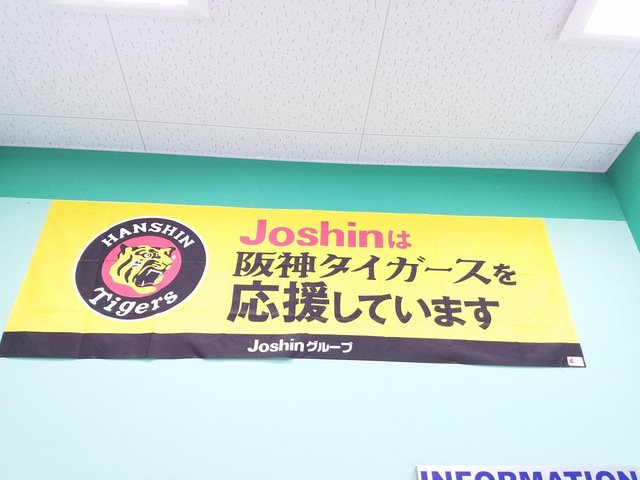 HANSHIN
Tigers
Joshinは
阪神タイガースを
応援しています
Joshinグループ
INFORMATION